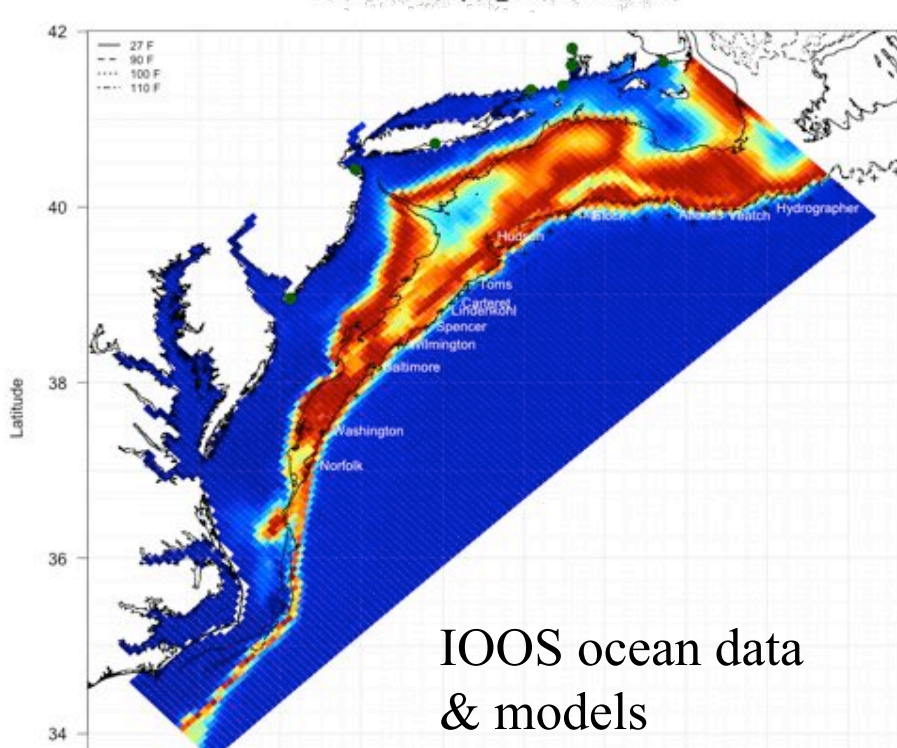 42
27 F
90 F
100 F
110 F
40
Hydrographer
Block
Atlantis Veatch
Hudson
Toms
Carteret
Lindenkohl
Spencer
Wilmington
Baltimore
38
Latitude
Washington
Norfolk
36
IOOS ocean data
& models
34